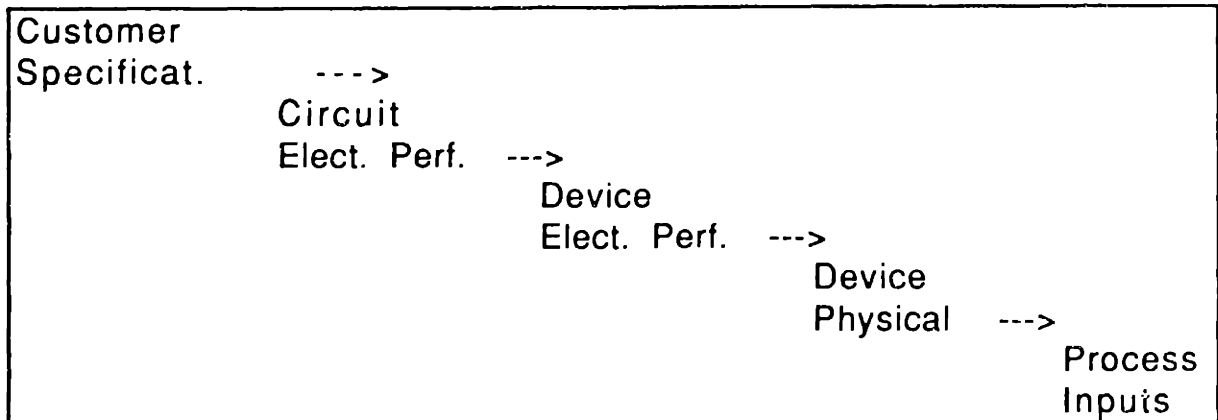 Customer
Specificat. --->
Circuit
Elect. Perf. --->
Device
Elect. Perf. --->
Device
Physical --->
Process
Inputs